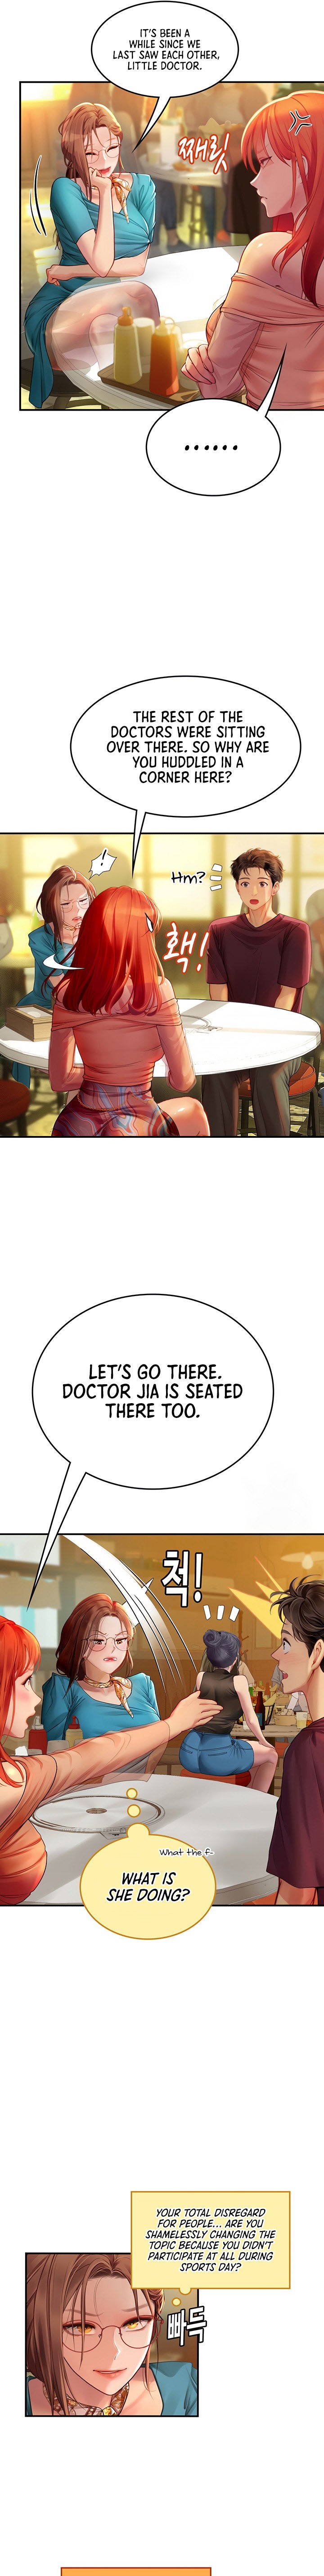 IT'S BEEN A
WHILE SINCE WE
LAST SAW EACH OTHER,
LITTLE DOCTOR.
째릿
......
THE REST OF THE
DOCTORS WERE SITTING
OVER THERE. SO WHY ARE
YOU HUDDLED IN A
CORNER HERE?
!
Hm?
홱!
LET'S GO THERE.
DOCTOR JIA IS SEATED
THERE TOO.
척!
What the f-
WHAT IS
SHE DOING?
YOUR TOTAL DISREGARD
FOR PEOPLE... ARE YOU
SHAMELESSLY CHANGING THE
TOPIC BECAUSE YOU DIDN'T
PARTICIPATE AT ALL DURING
SPORTS DAY?
빠득